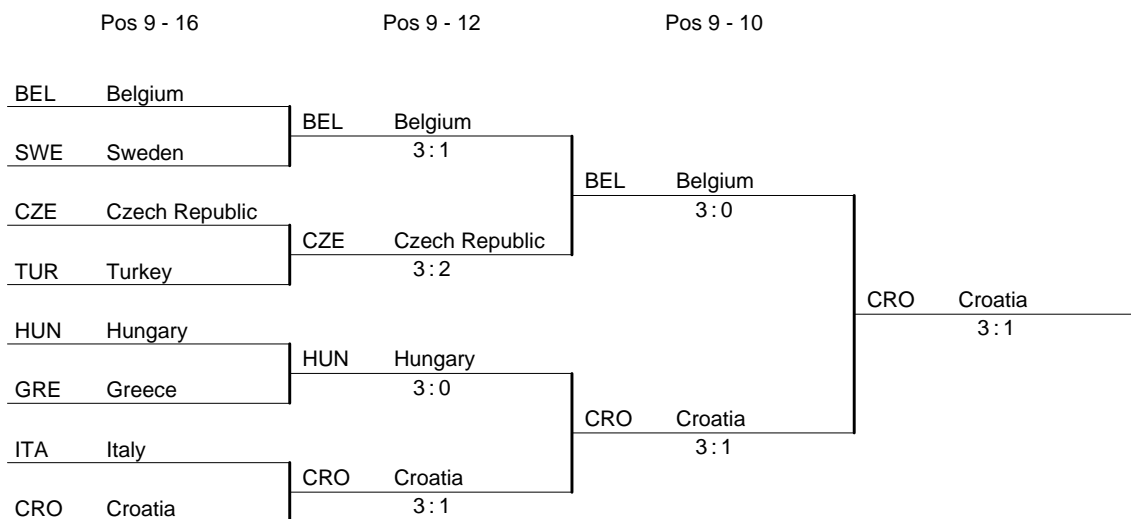 Pos 9 - 16 Pos 9 - 12 Pos 9 - 10
BEL Belgium
BEL Belgium
SWE Sweden
3 : 1
BEL Belgium
CZE Czech Republic
3 : 0
CZE Czech Republic
TUR Turkey
3 : 2
CRO Croatia
HUN Hungary
3 : 1
HUN Hungary
GRE Greece
3 : 0
CRO Croatia
ITA Italy
3 : 1
CRO Croatia
CRO Croatia
3 : 1